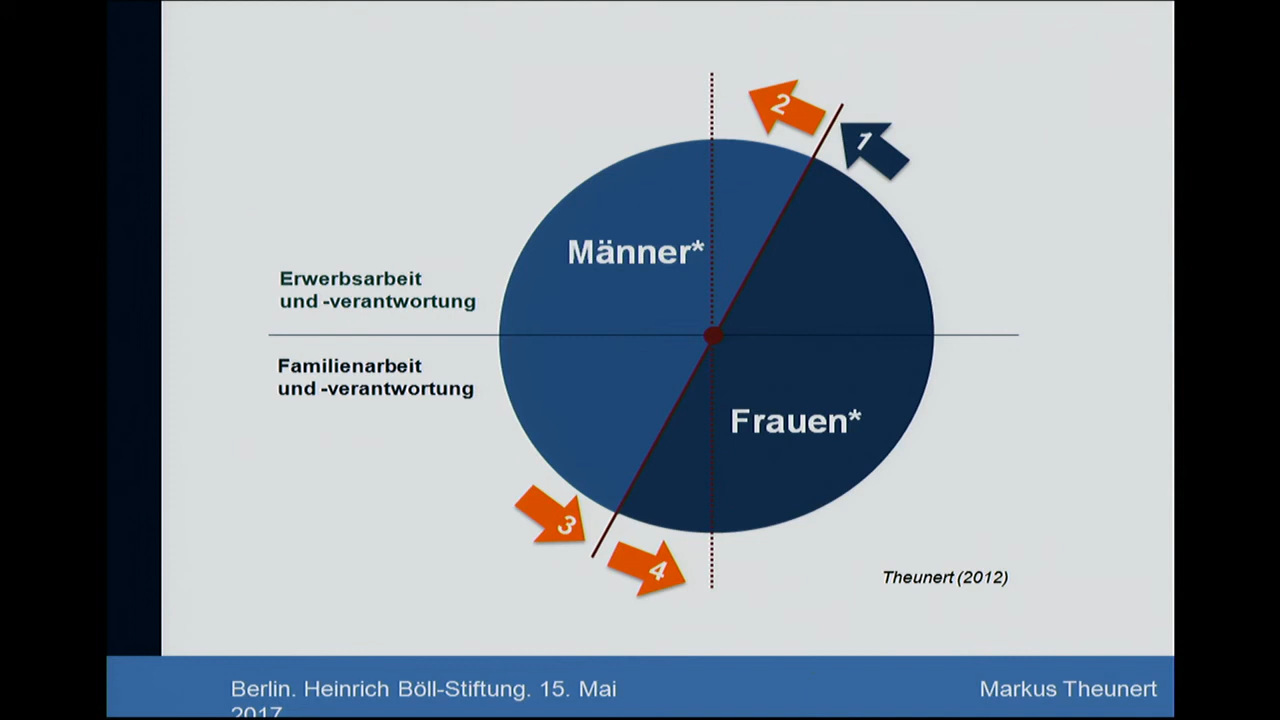 2
1
Männer*
Erwerbsarbeit
und -verantwortung
Familienarbeit
und -verantwortung
Frauen*
3
4
Theunert (2012)
Berlin. Heinrich Böll-Stiftung. 15. Mai
2017
Markus Theunert